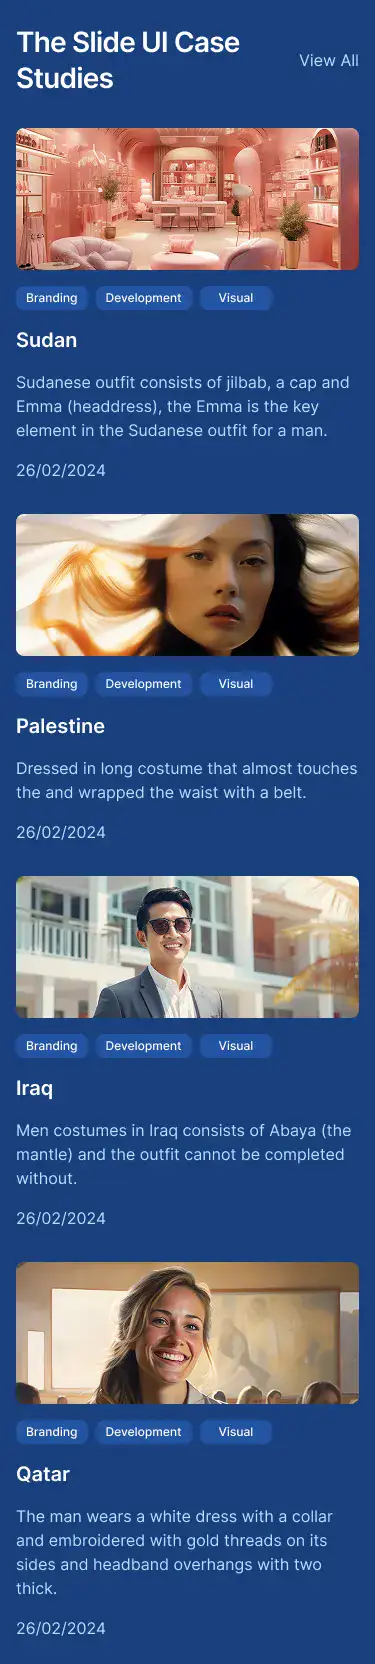 The Slide UI Case
Studies
View All
Branding Development Visual
Sudan
Sudanese outfit consists of jilbab, a cap and
Emma (headdress), the Emma is the key
element in the Sudanese outfit for a man.
26/02/2024
Branding Development Visual
Palestine
Dressed in long costume that almost touches
the and wrapped the waist with a belt.
26/02/2024
Branding Development Visual
Iraq
Men costumes in Iraq consists of Abaya (the
mantle) and the outfit cannot be completed
without.
26/02/2024
Branding Development Visual
Qatar
The man wears a white dress with a collar
and embroidered with gold threads on its
sides and headband overhangs with two
thick.
26/02/2024